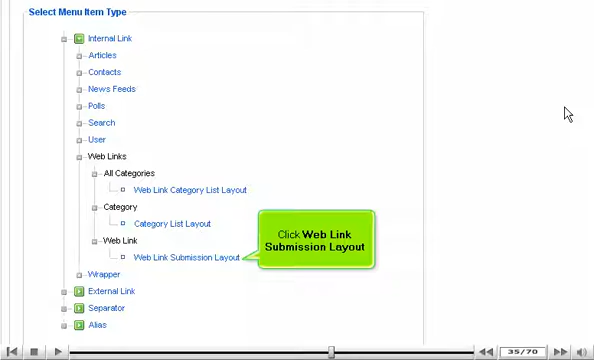 Select Menu Item Type
Internal Link
Articles
Contacts
News Feeds
Polls
Search
User
Web Links
All Categories
Web Link Category List Layout
Category
Category List Layout
Web Link
Web Link Submission Layout
Click Web Link
Submission Layout
Wrapper
External Link
Separator
Alias
35/70